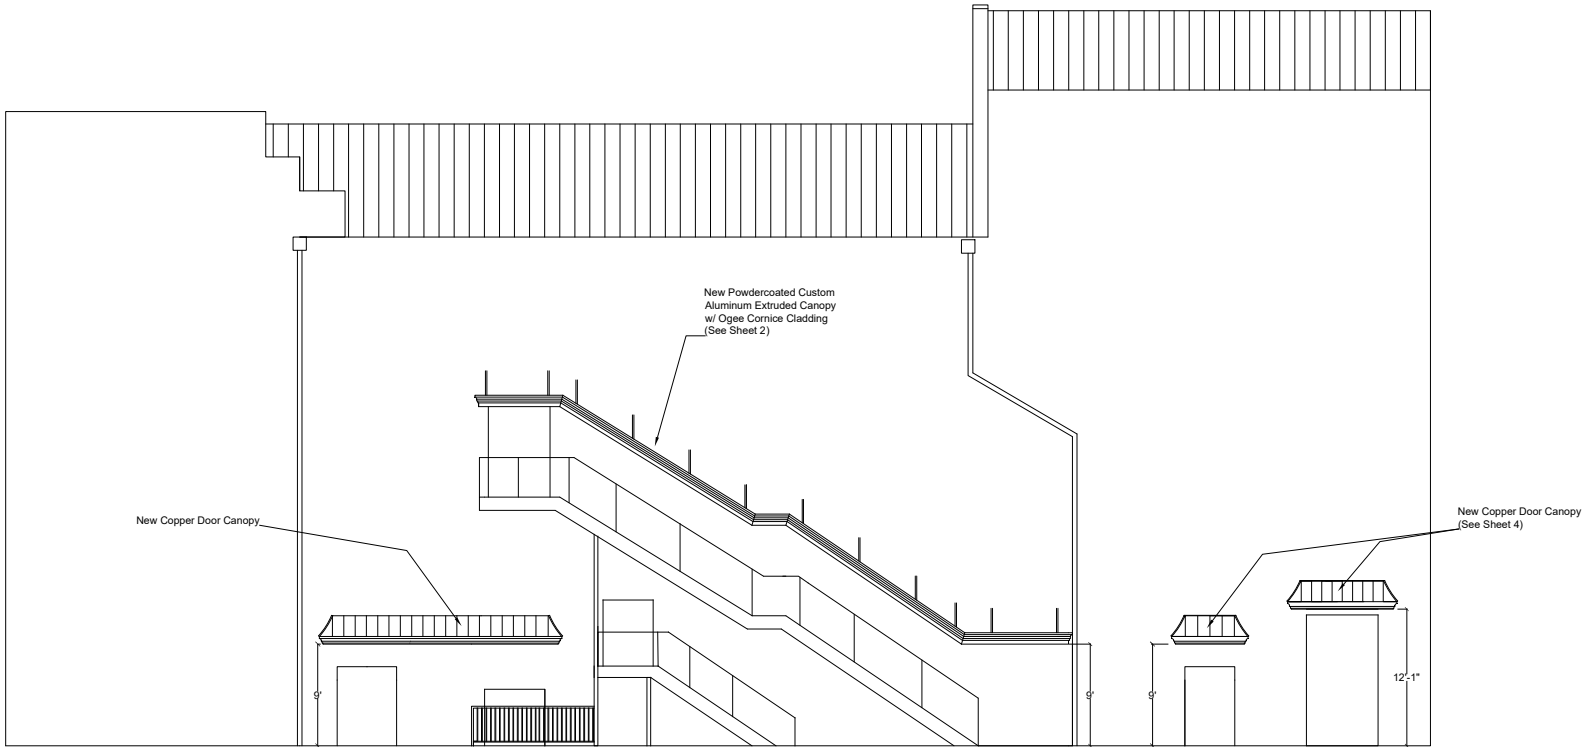 New Powdercoated Custom
Aluminum Extruded Canopy
w/ Ogee Cornice Cladding
(See Sheet 2)
New Copper Door Canopy
New Copper Door Canopy
(See Sheet 4)
9'
9'
9'
12'-1"